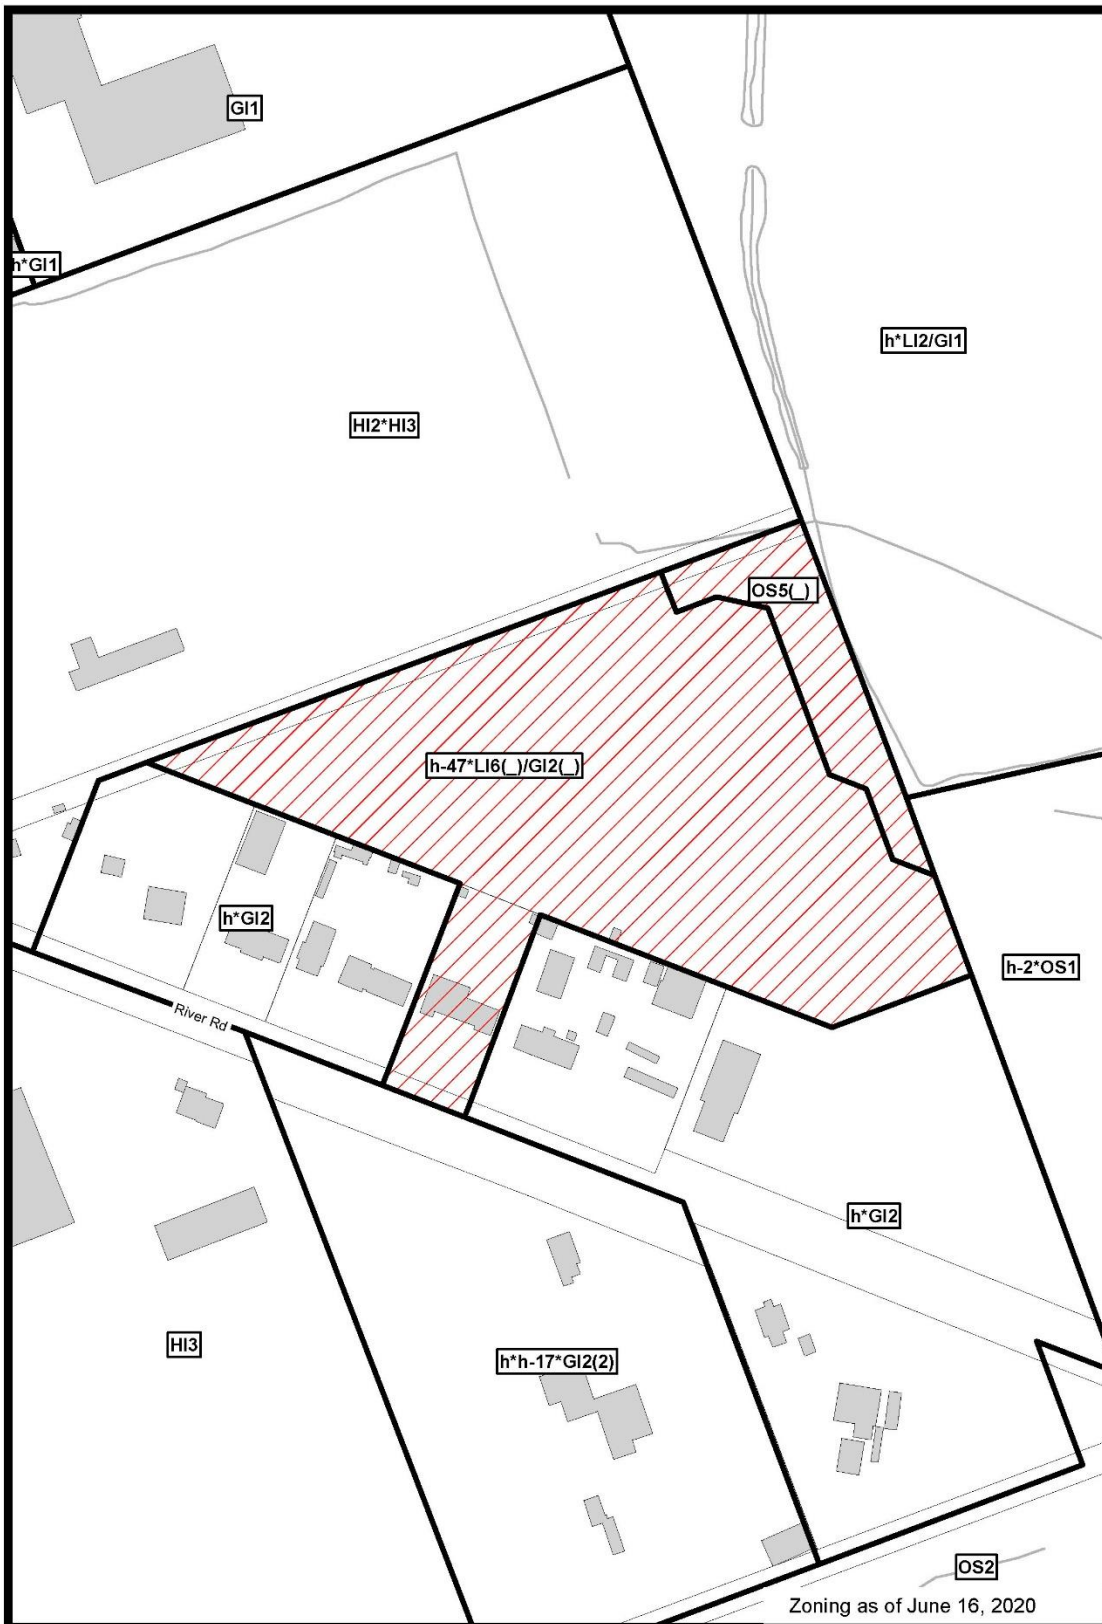 GI1
h*GI1
h*LI2/GI1
HI2*HI3
OS5(_)
h-47*LI6(_)/GI2(_)
h*GI2
h-2*OS1
River Rd
h*GI2
HI3
h*h-17*GI2(2)
OS2
Zoning as of June 16, 2020